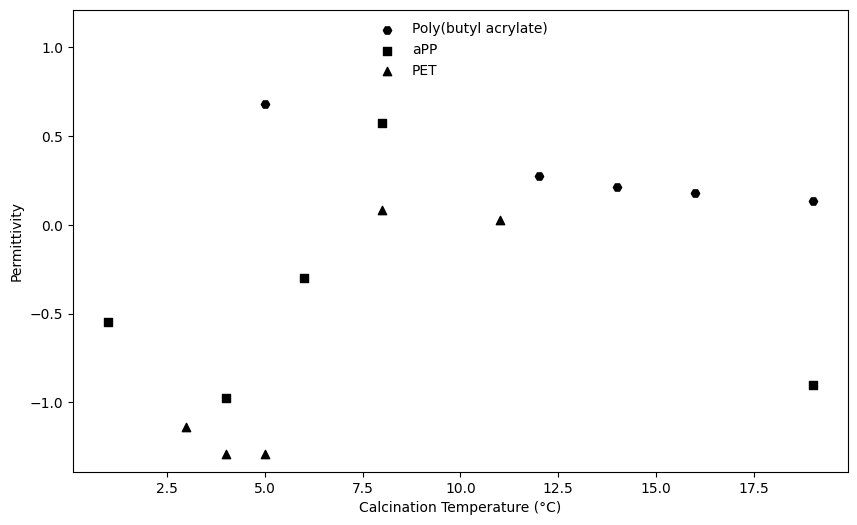 Poly(butyl acrylate)
aPP
PET
1.0
0.5
0.0
−0.5
−1.0
Permittivity
2.5 5.0 7.5 10.0 12.5 15.0 17.5
Calcination Temperature (°C)